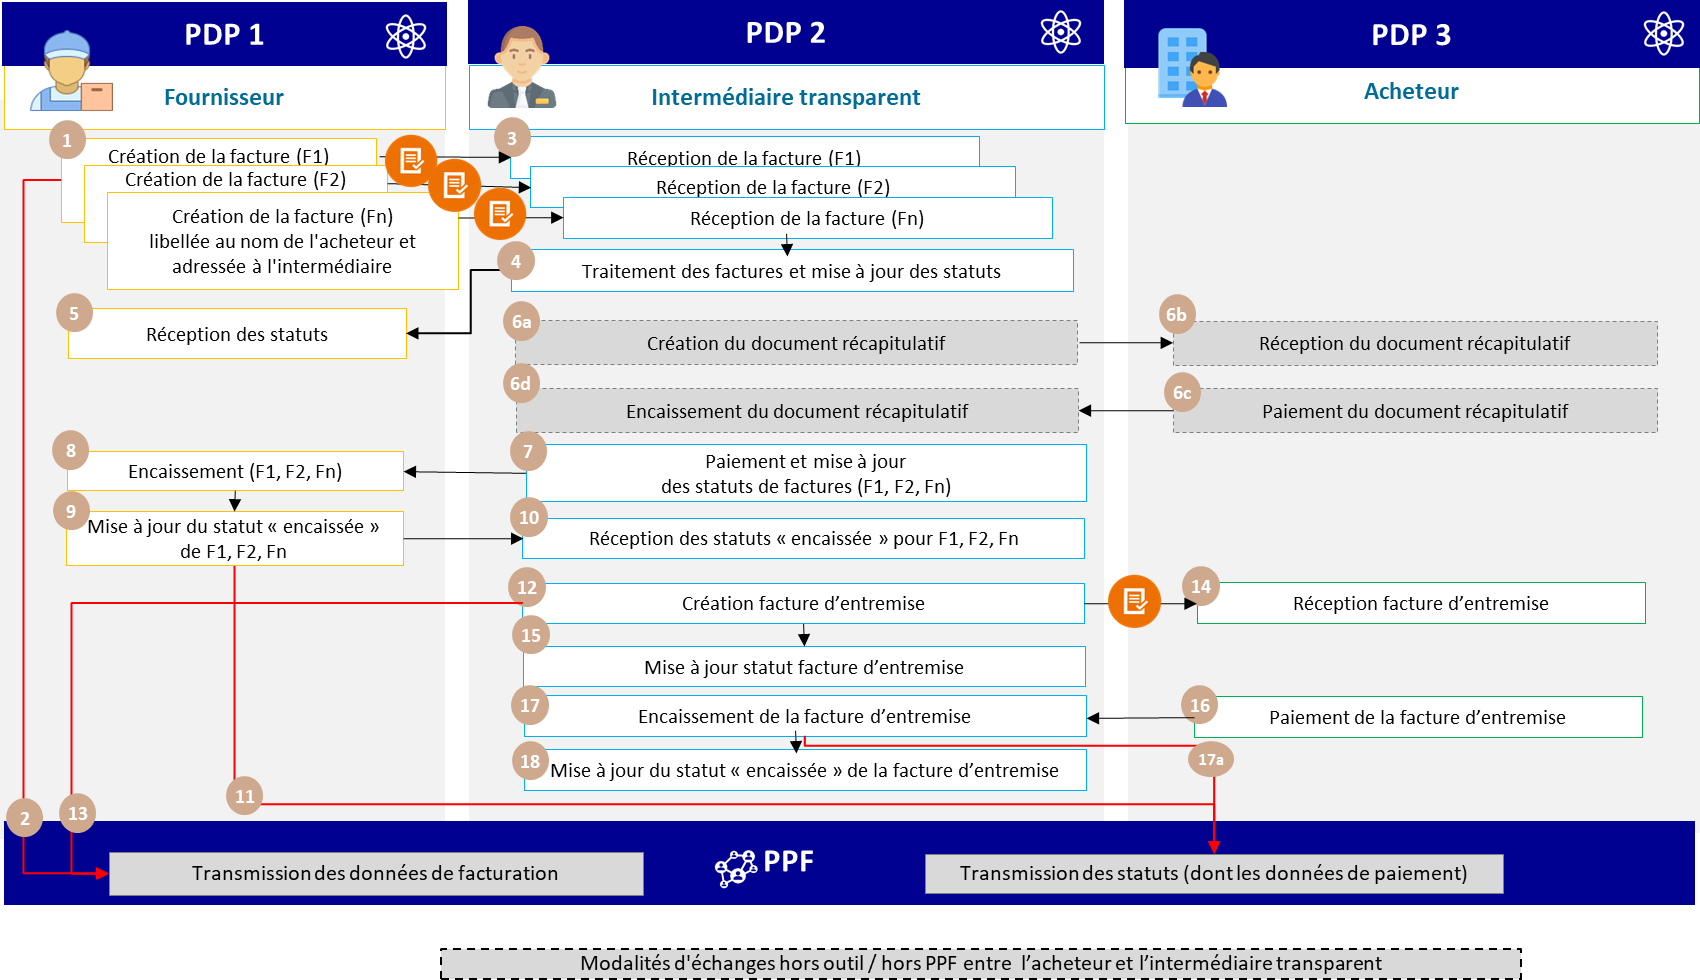 PDP 1
PDP 2
PDP 3
Fournisseur
Intermédiaire transparent
Acheteur
1
Création de la facture (F1)
Création de la facture (F2)
Création de la facture (Fn)
libellée au nom de l'acheteur et
adressée à l'intermédiaire
3
Réception de la facture (F1)
Réception de la facture (F2)
Réception de la facture (Fn)
4
Traitement des factures et mise à jour des statuts
5
Réception des statuts
6a
Création du document récapitulatif
6b
Réception du document récapitulatif
6d
Encaissement du document récapitulatif
6c
Paiement du document récapitulatif
7
Paiement et mise à jour
des statuts de factures (F1, F2, Fn)
8
Encaissement (F1, F2, Fn)
9
Mise à jour du statut « encaissée »
de F1, F2, Fn
10
Réception des statuts « encaissée » pour F1, F2, Fn
12
Création facture d’entremise
14
Réception facture d’entremise
15
Mise à jour statut facture d’entremise
17
Encaissement de la facture d’entremise
16
Paiement de la facture d’entremise
18
Mise à jour du statut « encaissée » de la facture d’entremise
17a
11
2
13
Transmission des données de facturation
PPF
Transmission des statuts (dont les données de paiement)
Modalités d'échanges hors outil / hors PPF entre l’acheteur et l’intermédiaire transparent